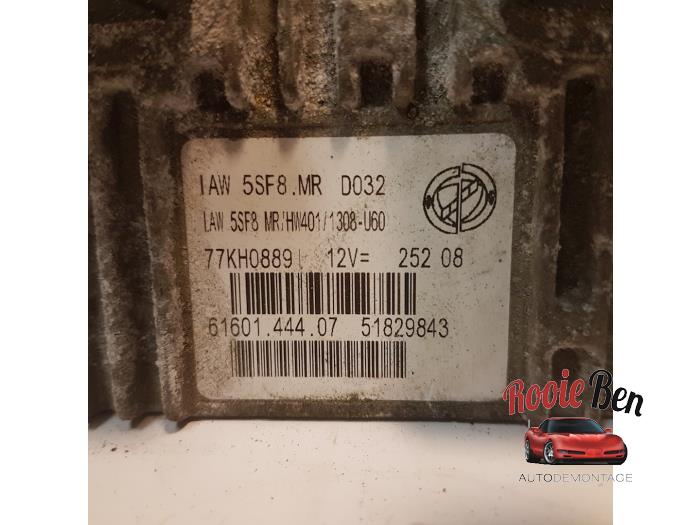 IAW 5SF8.MR D032
IAW 5SF8 MR/HW401/1308-U60
77KH0889 12V= 252 08
61601.444.07 51829843
Rooie Ben
AUTODEMONTAGE